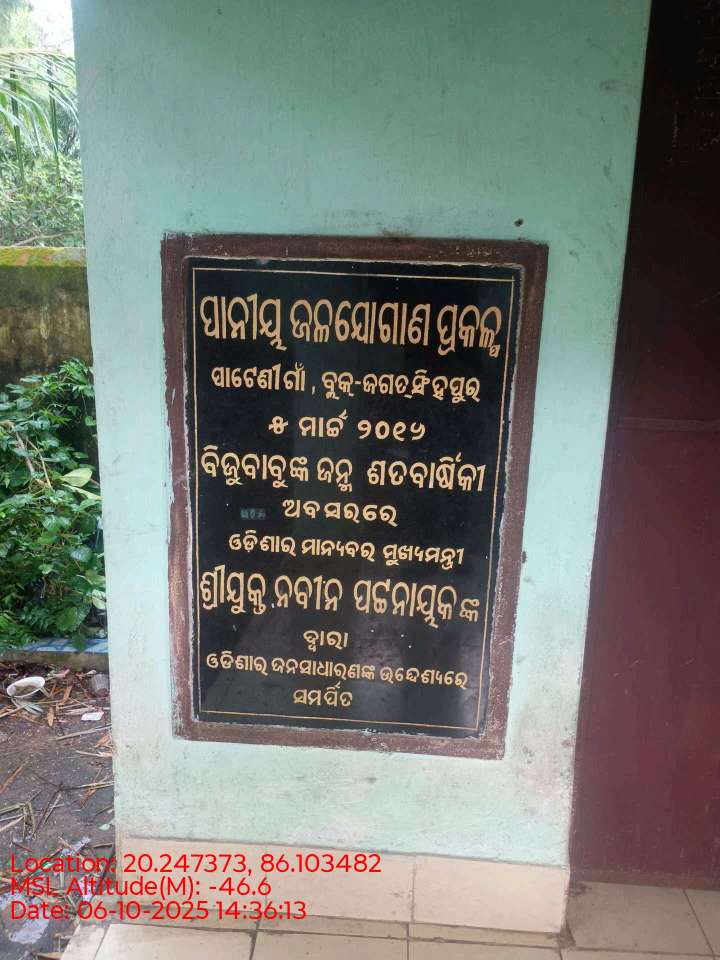 ପାନୀୟ ଜଳଯୋଗାଣ ପ୍ରକଳ୍ପ
ପାଟେଣୀଗାଁ, ବ୍ଲକ୍-ଜଗତ୍‌ସିଂହପୁର
୫ ମାର୍ଚ୍ଚ ୨୦୧୬
ବିଜୁବାବୁଙ୍କ ଜନ୍ମ ଶତବାର୍ଷିକୀ
ଅବସରରେ
ଓଡ଼ିଶାର ମାନ୍ୟବର ମୁଖ୍ୟମନ୍ତ୍ରୀ
ଶ୍ରୀଯୁକ୍ତ ନବୀନ ପଟ୍ଟନାୟକଙ୍କ
ଦ୍ୱାରା
ଓଡିଶାର ଜନସାଧାରଣଙ୍କ ଉଦ୍ଦେଶ୍ୟରେ
ସମର୍ପିତ
Location: 20.247373, 86.103482
MSL Altitude(M): -46.6
Date: 06-10-2025 14:36:13